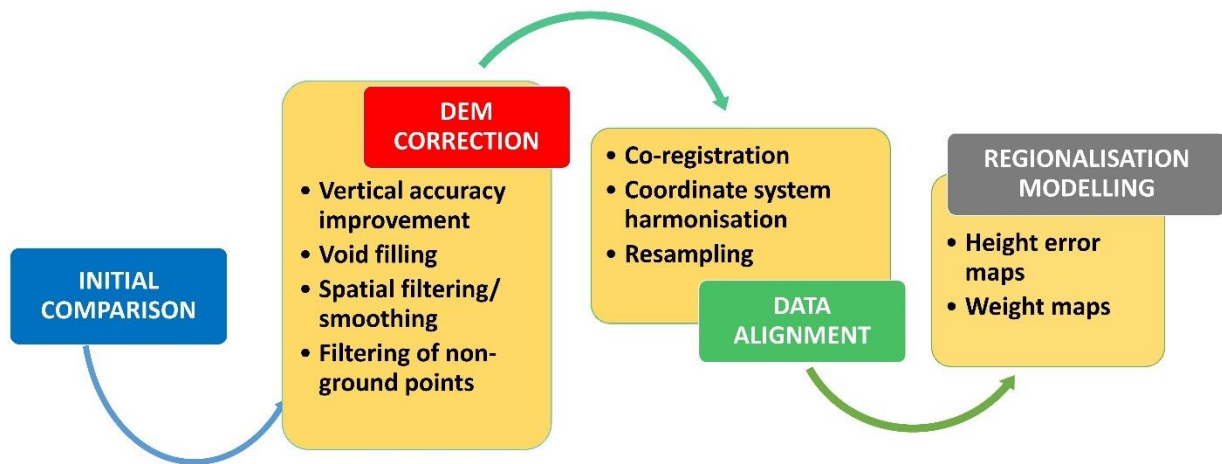 INITIAL
COMPARISON
DEM
CORRECTION
• Vertical accuracy
improvement
• Void filling
• Spatial filtering/
smoothing
• Filtering of non-
ground points
• Co-registration
• Coordinate system
harmonisation
• Resampling
DATA
ALIGNMENT
REGIONALISATION
MODELLING
• Height error
maps
• Weight maps